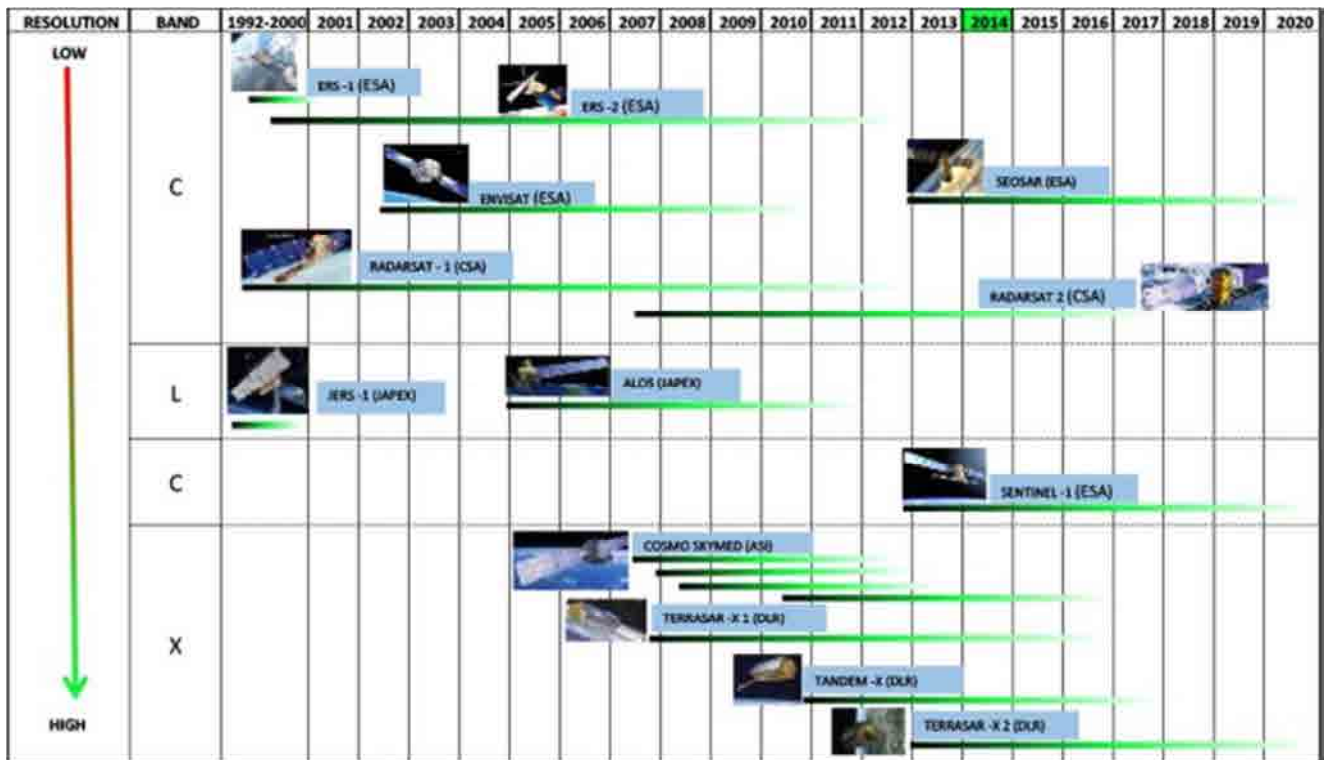 RESOLUTION BAND 1992-2000 2001 2002 2003 2004 2005 2006 2007 2008 2009 2010 2011 2012 2013 2014 2015 2016 2017 2018 2019 2020
LOW
ERS -1 (ESA)
ERS -2 (ESA)
C
SEOSAR (ESA)
ENVISAT (ESA)
RADARSAT - 1 (CSA)
RADARSAT 2 (CSA)
L
JERS -1 (JAPEX)
ALOS (JAPEX)
C
SENTINEL -1 (ESA)
COSMO SKYMED (ASI)
TERRASAR -X 1 (DLR)
X
TANDEM -X (DLR)
HIGH
TERRASAR -X 2 (DLR)